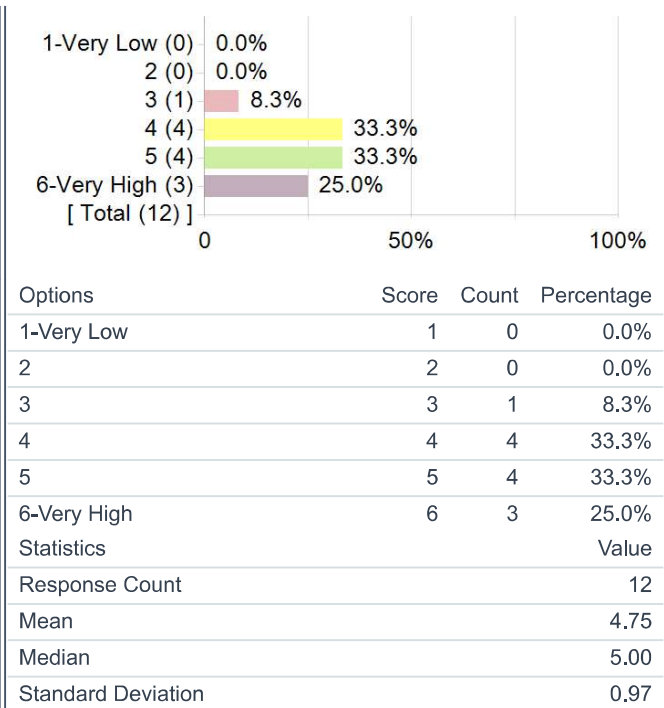 1-Very Low (0) 0.0%
2 (0) 0.0%
3 (1) 8.3%
4 (4) 33.3%
5 (4) 33.3%
6-Very High (3) 25.0%
[ Total (12) ]
0 50% 100%
Options Score Count Percentage
1-Very Low 1 0 0.0%
2 2 0 0.0%
3 3 1 8.3%
4 4 4 33.3%
5 5 4 33.3%
6-Very High 6 3 25.0%
Statistics Value
Response Count 12
Mean 4.75
Median 5.00
Standard Deviation 0.97